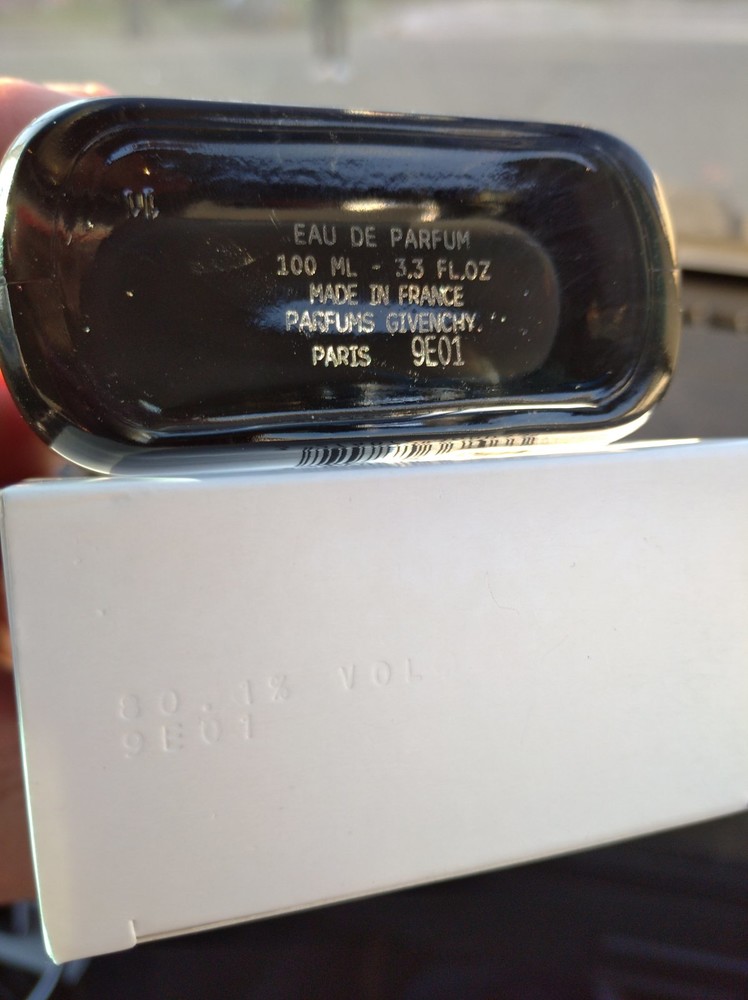 EAU DE PARFUM
100 ML - 3.3 FL.OZ
MADE IN FRANCE
PARFUMS GIVENCHY.
PARIS 9E01
80.1% VOL
9E01